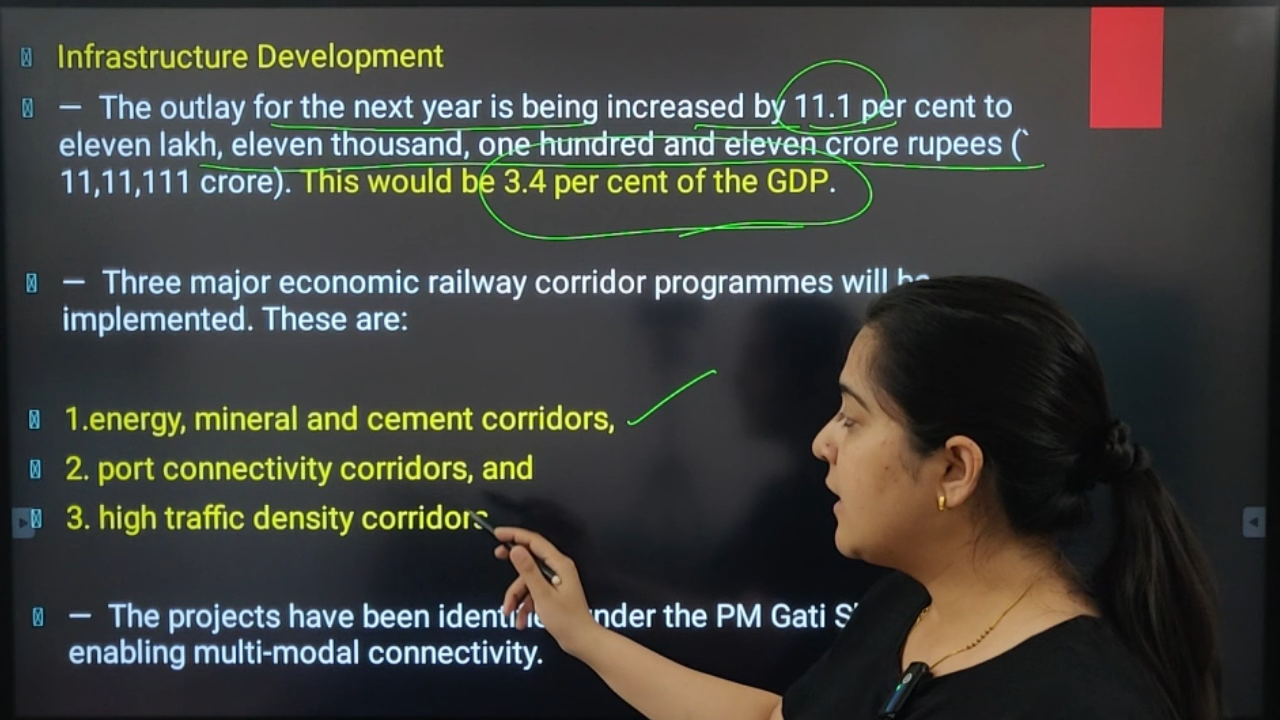 Infrastructure Development
— The outlay for the next year is being increased by 11.1 per cent to
eleven lakh, eleven thousand, one hundred and eleven crore rupees (`
11,11,111 crore). This would be 3.4 per cent of the GDP.
— Three major economic railway corridor programmes will be
implemented. These are:
1.energy, mineral and cement corridors,
2. port connectivity corridors, and
3. high traffic density corridors
— The projects have been identified under the PM Gati
enabling multi-modal connectivity.